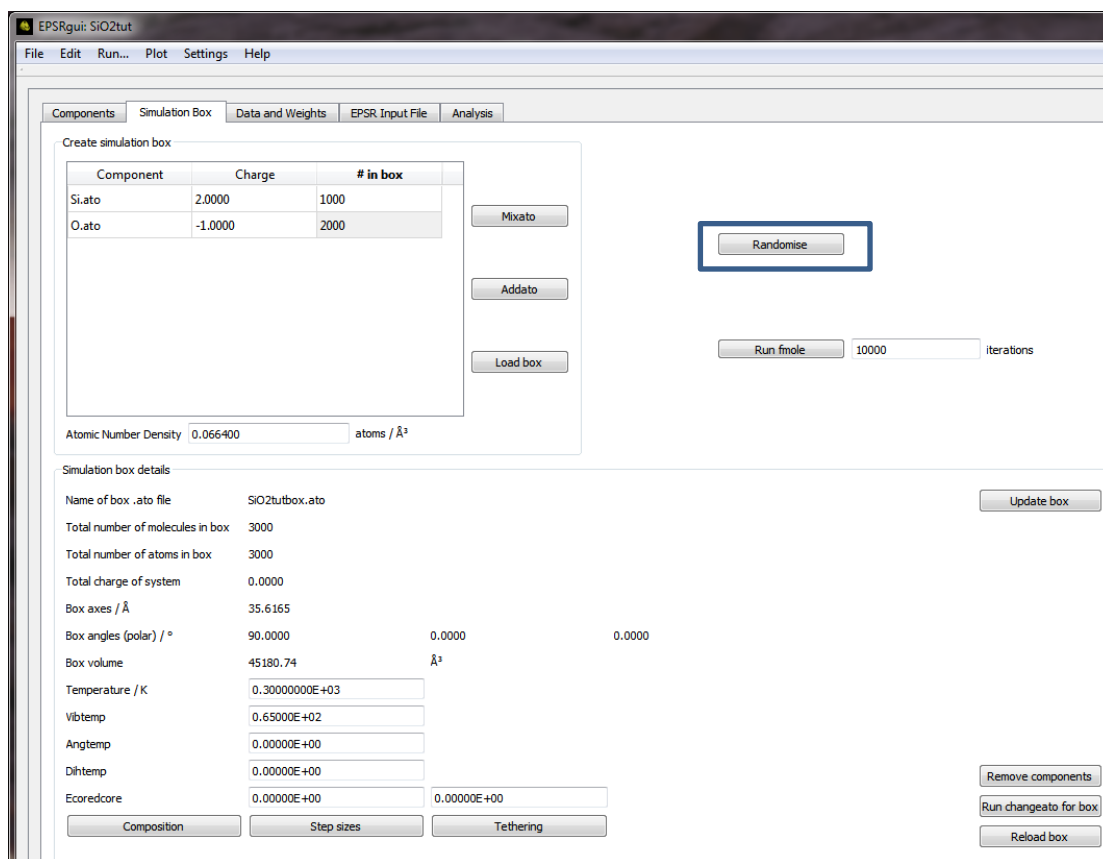 EPSRgui: SiO2tut
File Edit Run... Plot Settings Help
Components Simulation Box Data and Weights EPSR Input File Analysis
Create simulation box
Component Charge # in box
Si.ato 2.0000 1000
O.ato -1.0000 2000
Mixato
Addato
Load box
Atomic Number Density 0.066400 atoms / Å³
Randomise
Run fmole 10000 iterations
Simulation box details
Name of box .ato file SiO2tutbox.ato
Update box
Total number of molecules in box 3000
Total number of atoms in box 3000
Total charge of system 0.0000
Box axes / Å 35.6165
Box angles (polar) / ° 90.0000 0.0000 0.0000
Box volume 45180.74 Å³
Temperature / K 0.30000000E+03
Vibtemp 0.65000E+02
Angtemp 0.00000E+00
Dihtemp 0.00000E+00
Ecoredcore 0.00000E+00 0.00000E+00
Composition Step sizes Tethering
Remove components
Run changeato for box
Reload box